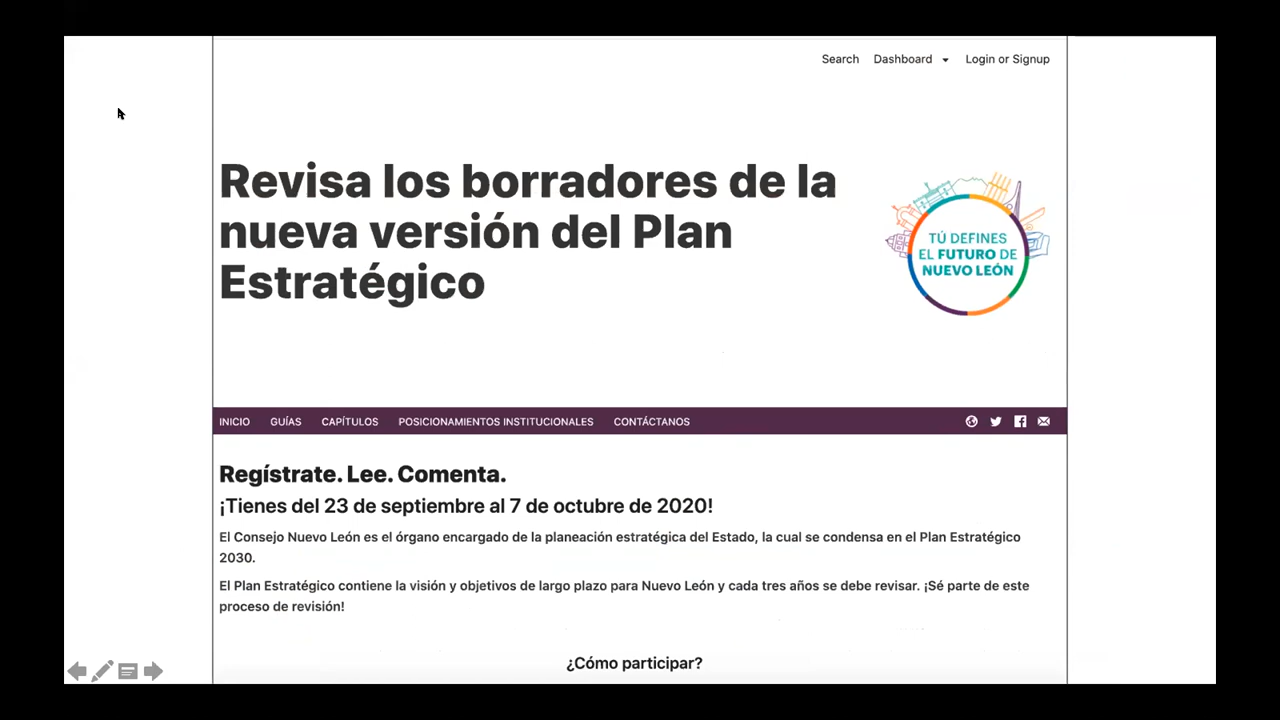 Search Dashboard Login or Signup
Revisa los borradores de la
nueva versión del Plan
Estratégico
TÚ DEFINES
EL FUTURO DE
NUEVO LEÓN
INICIO GUÍAS CAPÍTULOS POSICIONAMIENTOS INSTITUCIONALES CONTÁCTANOS
Regístrate. Lee. Comenta.
¡Tienes del 23 de septiembre al 7 de octubre de 2020!
El Consejo Nuevo León es el órgano encargado de la planeación estratégica del Estado, la cual se condensa en el Plan Estratégico
2030.
El Plan Estratégico contiene la visión y objetivos de largo plazo para Nuevo León y cada tres años se debe revisar. ¡Sé parte de este
proceso de revisión!
¿Cómo participar?